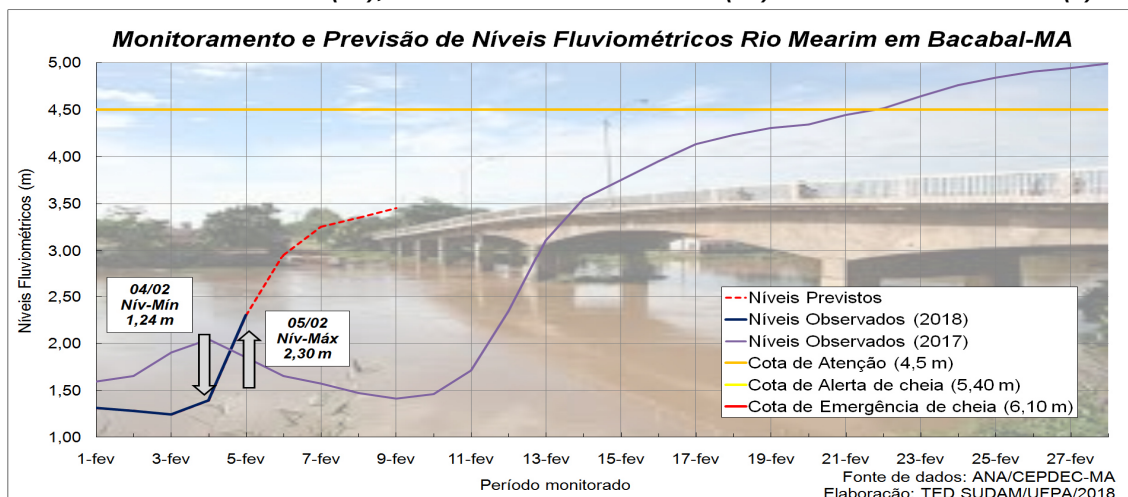 Monitoramento e Previsão de Níveis Fluviométricos Rio Mearim em Bacabal-MA
Níveis Fluviométricos (m)
5,00
4,50
4,00
3,50
3,00
2,50
2,00
1,50
1,00
04/02
Nív-Mín
1,24 m
05/02
Nív-Máx
2,30 m
Níveis Previstos
Níveis Observados (2018)
Níveis Observados (2017)
Cota de Atenção (4,5 m)
Cota de Alerta de cheia (5,40 m)
Cota de Emergência de cheia (6,10 m)
1-fev 3-fev 5-fev 7-fev 9-fev 11-fev 13-fev 15-fev 17-fev 19-fev 21-fev 23-fev 25-fev 27-fev
Período monitorado
Fonte de dados: ANA/CEPDEC-MA
Elaboração: TED SUDAM/UFPA/2018